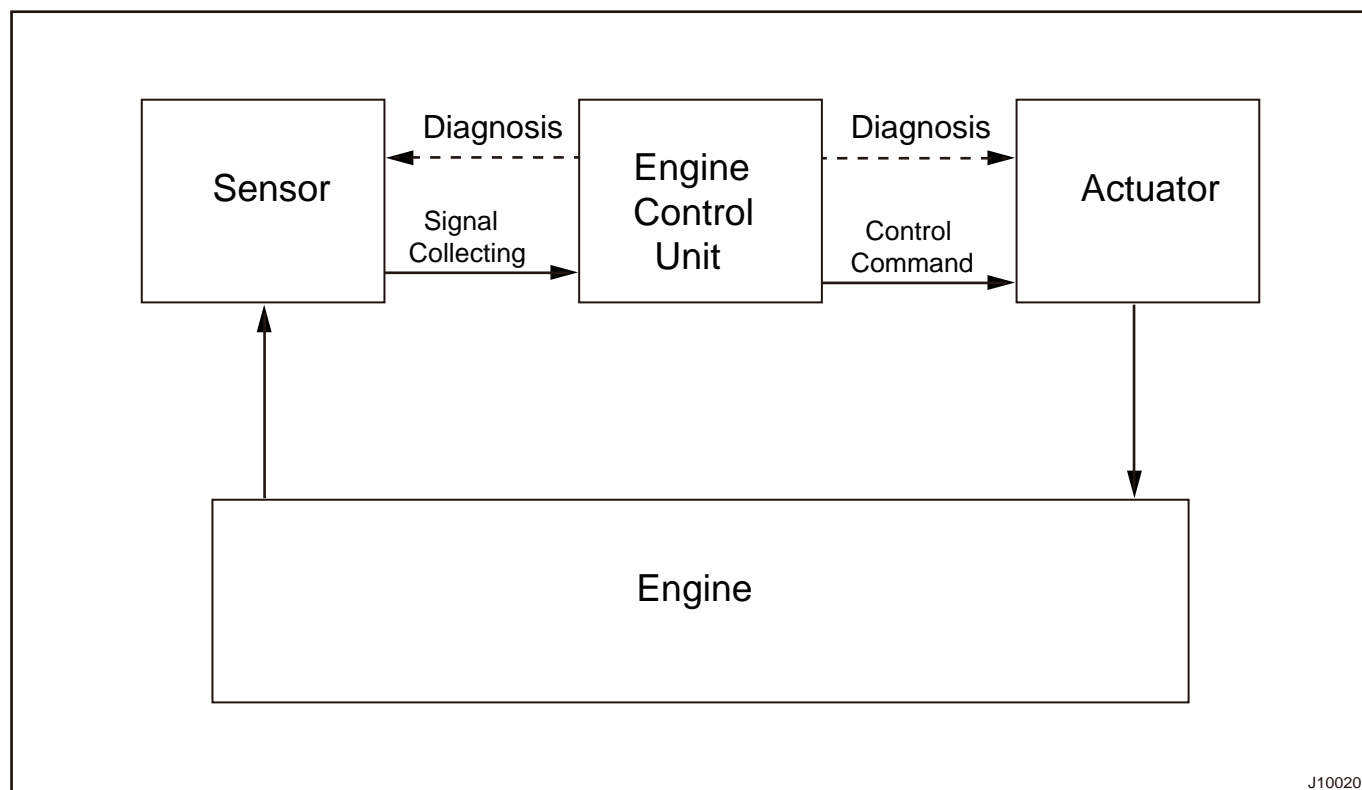 Diagnosis
Diagnosis
Sensor
Engine
Control
Unit
Actuator
Signal
Collecting
Control
Command
Engine
J10020